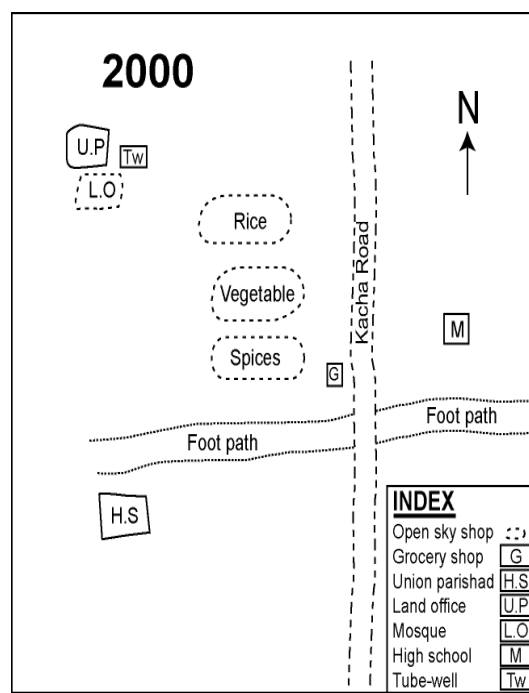 2000
N
U.P
Tw
L.O
Rice
Kacha Road
Vegetable
M
Spices
G
Foot path
Foot path
H.S
INDEX
Open sky shop
Grocery shop G
Union parishad H.S
Land office U.P
Mosque L.O
High school M
Tube-well Tw